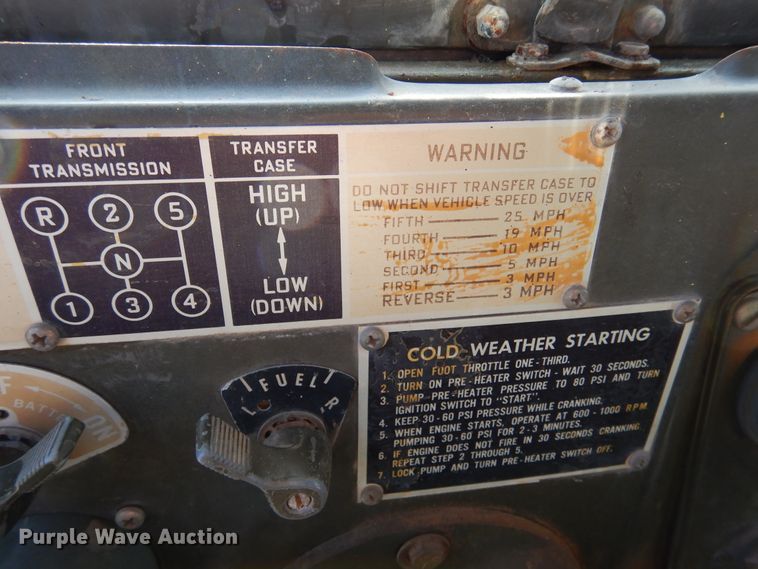 FRONT
TRANSMISSION
R 2 5
N
1 3 4
TRANSFER
CASE
HIGH
(UP)
LOW
(DOWN)
WARNING
DO NOT SHIFT TRANSFER CASE TO
LOW WHEN VEHICLE SPEED IS OVER
FIFTH 25 MPH
FOURTH 19 MPH
THIRD 10 MPH
SECOND 5 MPH
FIRST 3 MPH
REVERSE 3 MPH
COLD WEATHER STARTING
1. OPEN FOOT THROTTLE ONE-THIRD.
2. TURN ON PRE-HEATER SWITCH - WAIT 30 SECONDS.
3. PUMP PRE-HEATER PRESSURE TO 80 PSI AND TURN
IGNITION SWITCH TO "START".
4. KEEP 30-60 PSI PRESSURE WHILE CRANKING.
5. WHEN ENGINE STARTS, OPERATE AT 600 - 1000 RPM
PUMPING 30-60 PSI FOR 2-3 MINUTES.
6. IF ENGINE DOES NOT FIRE IN 30 SECONDS CRANKING
REPEAT STEP 2 THROUGH 5.
7. LOCK PUMP AND TURN PRE-HEATER SWITCH OFF.
FUEL
L R
ON
Purple Wave Auction